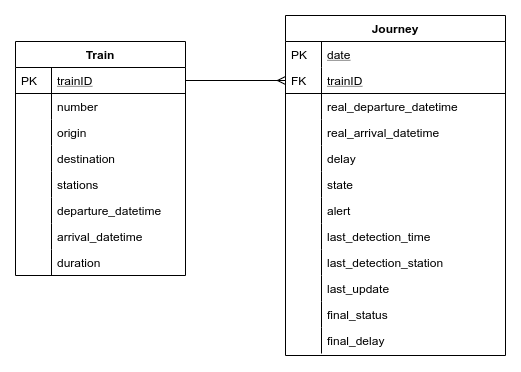 Train
PK trainID
number
origin
destination
stations
departure_datetime
arrival_datetime
duration
Journey
PK date
FK trainID
real_departure_datetime
real_arrival_datetime
delay
state
alert
last_detection_time
last_detection_station
last_update
final_status
final_delay